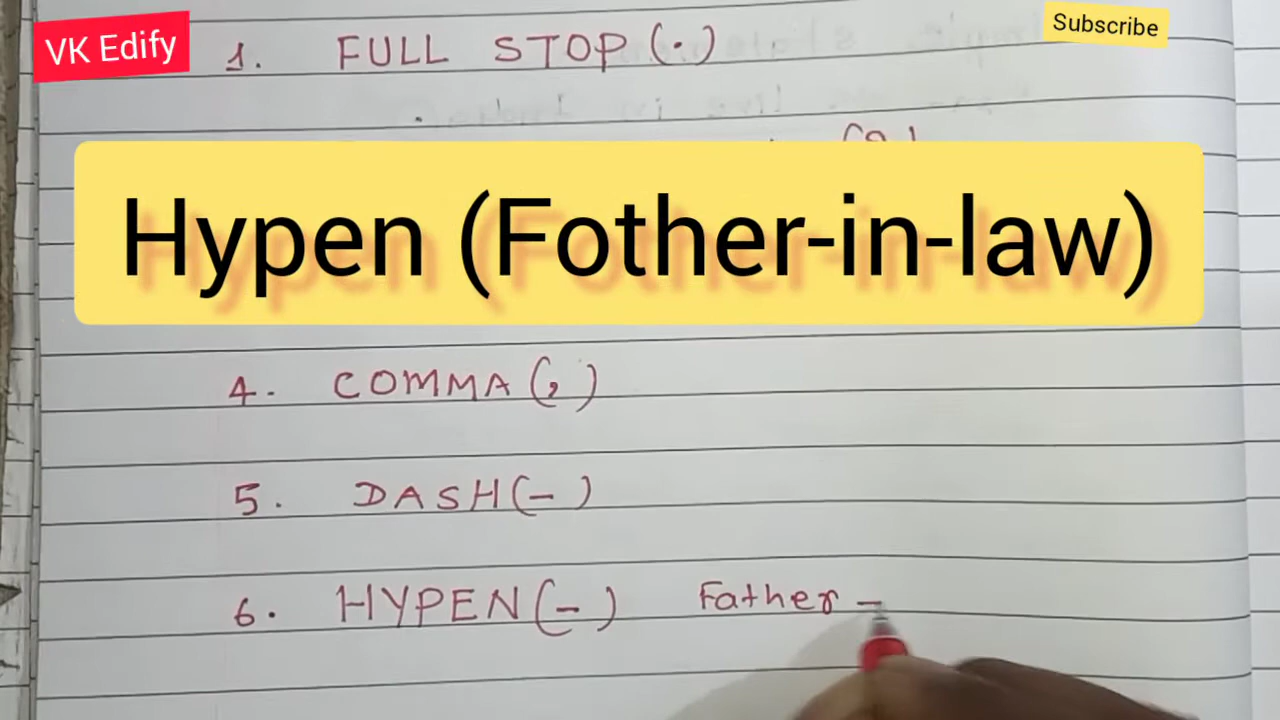 VK Edify
Subscribe
1. FULL STOP (.)
Hypen (Fother-in-law)
4. COMMA (,)
5. DASH (-)
6. HYPEN (-) Father -